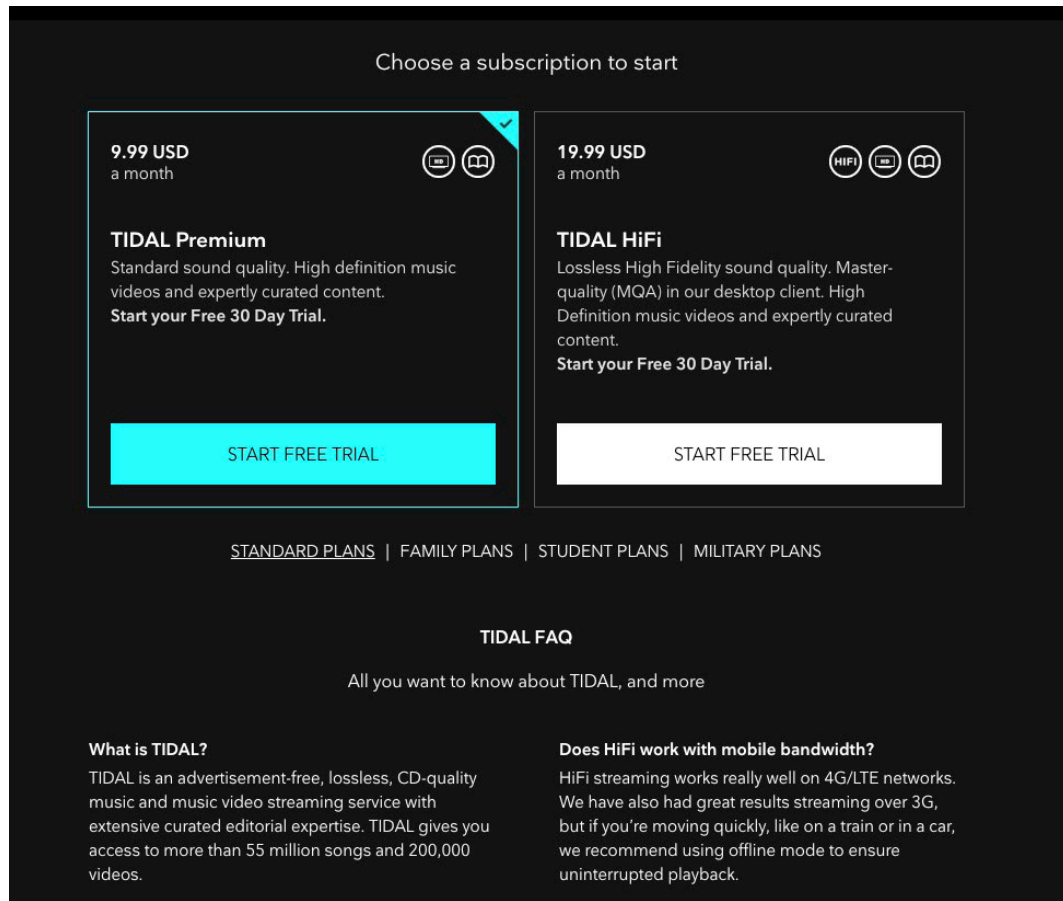 Choose a subscription to start
9.99 USD
a month
HD
TIDAL Premium
Standard sound quality. High definition music
videos and expertly curated content.
Start your Free 30 Day Trial.
START FREE TRIAL
19.99 USD
a month
HIFI
HD
TIDAL HiFi
Lossless High Fidelity sound quality. Master-
quality (MQA) in our desktop client. High
Definition music videos and expertly curated
content.
Start your Free 30 Day Trial.
START FREE TRIAL
STANDARD PLANS | FAMILY PLANS | STUDENT PLANS | MILITARY PLANS
TIDAL FAQ
All you want to know about TIDAL, and more
What is TIDAL?
TIDAL is an advertisement-free, lossless, CD-quality
music and music video streaming service with
extensive curated editorial expertise. TIDAL gives you
access to more than 55 million songs and 200,000
videos.
Does HiFi work with mobile bandwidth?
HiFi streaming works really well on 4G/LTE networks.
We have also had great results streaming over 3G,
but if you're moving quickly, like on a train or in a car,
we recommend using offline mode to ensure
uninterrupted playback.